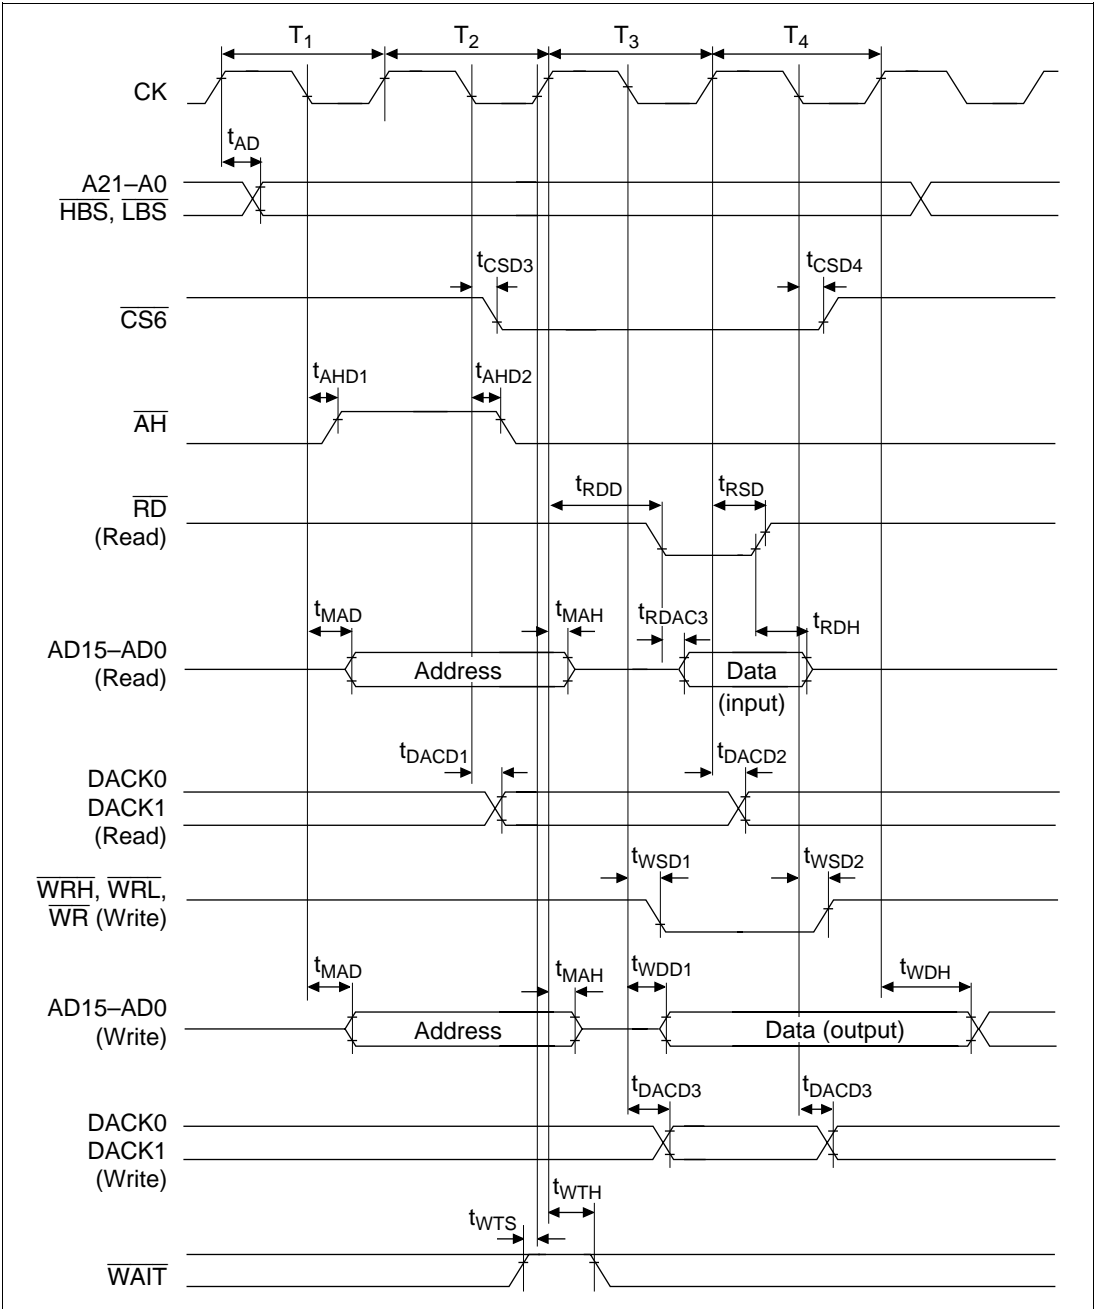 T1 T2 T3 T4
CK
tAD
A21–A0
HBS, LBS
tCSD3 tCSD4
CS6
tAHD1 tAHD2
AH
tRDD tRSD
RD
(Read)
tMAD tMAH tRDAC3 tRDH
AD15–AD0
(Read)
Address Data
(input)
tDACD1 tDACD2
DACK0
DACK1
(Read)
tWSD1 tWSD2
WRH, WRL,
WR (Write)
tMAD tMAH tWDD1 tWDH
AD15–AD0
(Write)
Address Data (output)
tDACD3 tDACD3
DACK0
DACK1
(Write)
tWTH
tWTS
WAIT